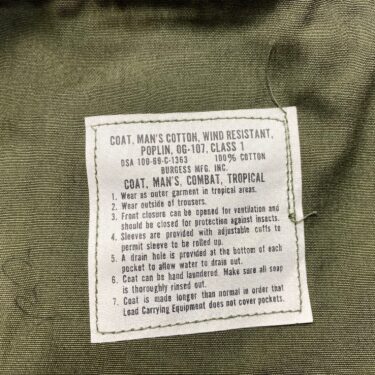 COAT, MAN'S COTTON, WIND RESISTANT,
POPLIN, OG-107, CLASS 1
DSA 100-69-C-1363 100% COTTON
BURGESS MFG. INC.
COAT, MAN'S, COMBAT, TROPICAL
1. Wear as outer garment in tropical areas.
2. Wear outside of trousers.
3. Front closure can be opened for ventilation and
should be closed for protection against insects.
4. Sleeves are provided with adjustable cuffs to
permit sleeve to be rolled up.
5. A drain hole is provided at the bottom of each
pocket to allow water to drain out.
6. Coat can be hand laundered. Make sure all soap
is thoroughly rinsed out.
7. Coat is made longer than normal in order that
Load Carrying Equipment does not cover pockets.